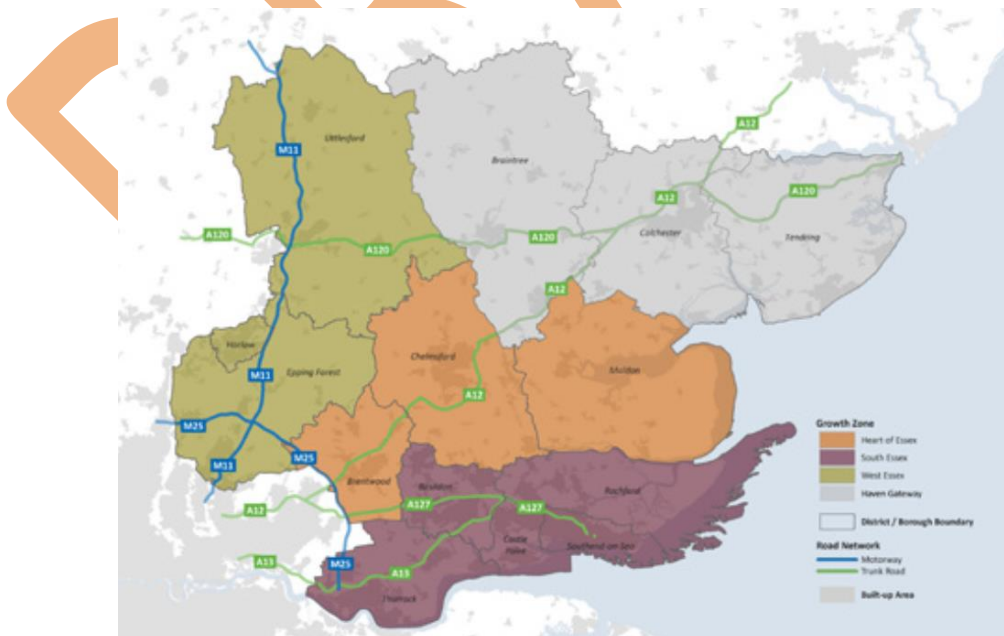 Uttlesford
M11
Braintree
A12
A12
A120
A120
A120
A120
Colchester
Tendring
A12
Harlow
Chelmsford
Epping Forest
Maldon
M11
A12
M25
M25
M11
Brentwood
Basildon
Rochford
A12
A127
A127
Castle Point
Southend on Sea
A13
M25
A13
Thurrock
Growth Zone
Heart of Essex
South Essex
West Essex
Haven Gateway
District / Borough Boundary
Road Network
Motorway
Trunk Road
Built-up Area